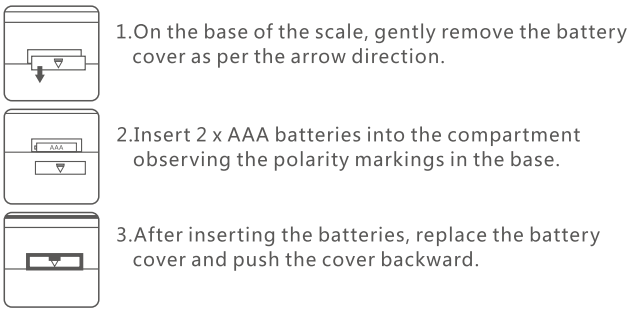 1.On the base of the scale, gently remove the battery
cover as per the arrow direction.
AAA
2.Insert 2 x AAA batteries into the compartment
observing the polarity markings in the base.
3.After inserting the batteries, replace the battery
cover and push the cover backward.